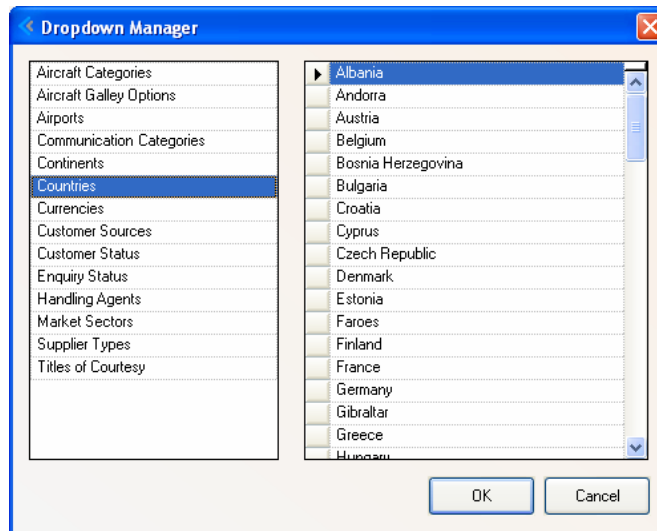 Dropdown Manager
Aircraft Categories
Aircraft Galley Options
Airports
Communication Categories
Continents
Countries
Currencies
Customer Sources
Customer Status
Enquiry Status
Handling Agents
Market Sectors
Supplier Types
Titles of Courtesy
Albania
Andorra
Austria
Belgium
Bosnia Herzegovina
Bulgaria
Croatia
Cyprus
Czech Republic
Denmark
Estonia
Faroes
Finland
France
Germany
Gibraltar
Greece
Hungary
OK
Cancel